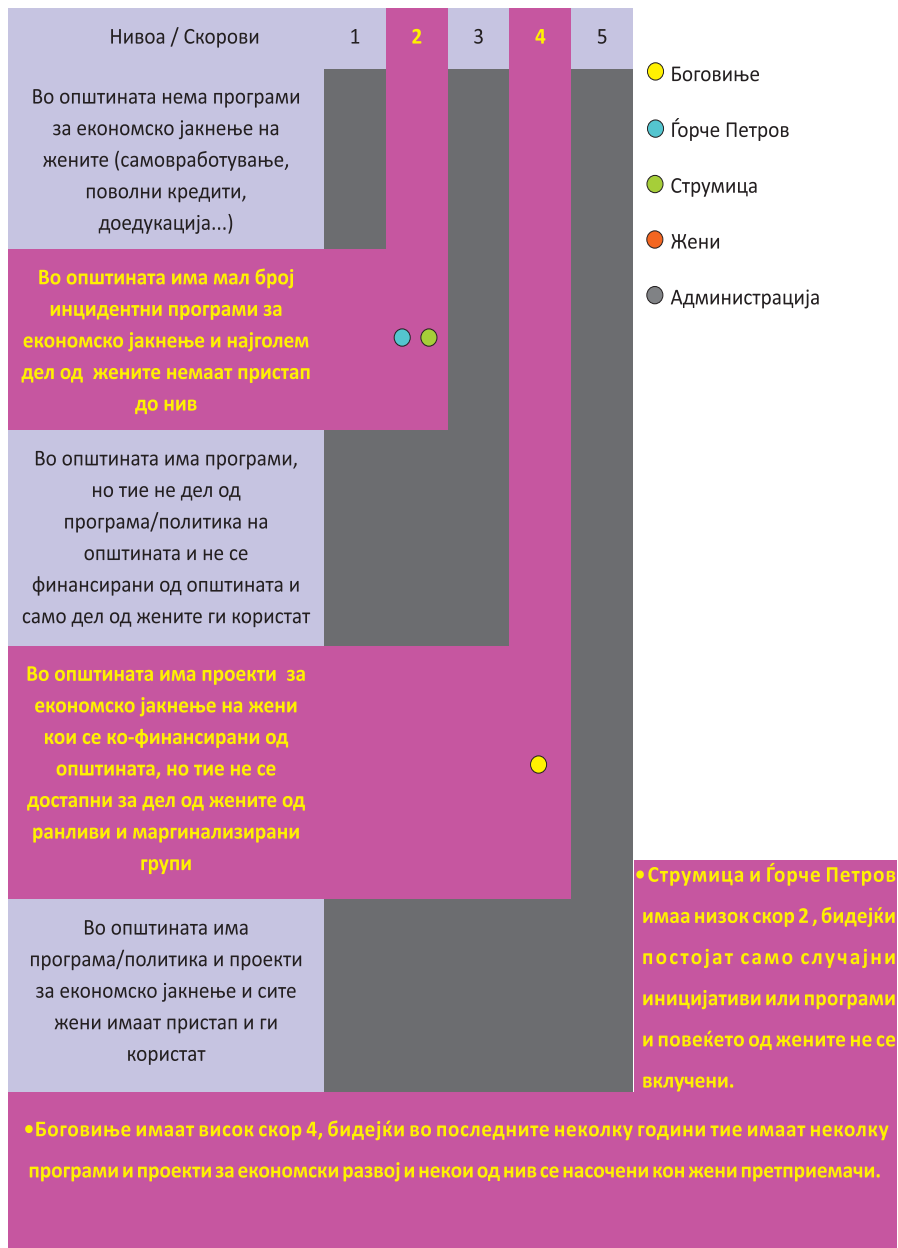 Нивоа / Скорови 1 2 3 4 5
Во општината нема програми
за економско јакнење на
жените (самовработување,
поволни кредити,
доедукација...)
Во општината има мал број
инцидентни програми за
економско јакнење и најголем
дел од жените немаат пристап
до нив
Во општината има програми,
но тие не дел од
програма/политика на
општината и не се
финансирани од општината и
само дел од жените ги користат
Во општината има проекти за
економско јакнење на жени
кои се ко-финансирани од
општината, но тие не се
достапни за дел од жените од
ранливи и маргинализирани
групи
Во општината има
програма/политика и проекти
за економско јакнење и сите
жени имаат пристап и ги
користат
Боговиње
Ѓорче Петров
Струмица
Жени
Администрација
•Струмица и Ѓорче Петров
имаа низок скор 2 , бидејќи
постојат само случајни
иницијативи или програми
и повеќето од жените не се
вклучени.
•Боговиње имаат висок скор 4, бидејќи во последните неколку години тие имаат неколку
програми и проекти за економски развој и некои од нив се насочени кон жени претприемачи.